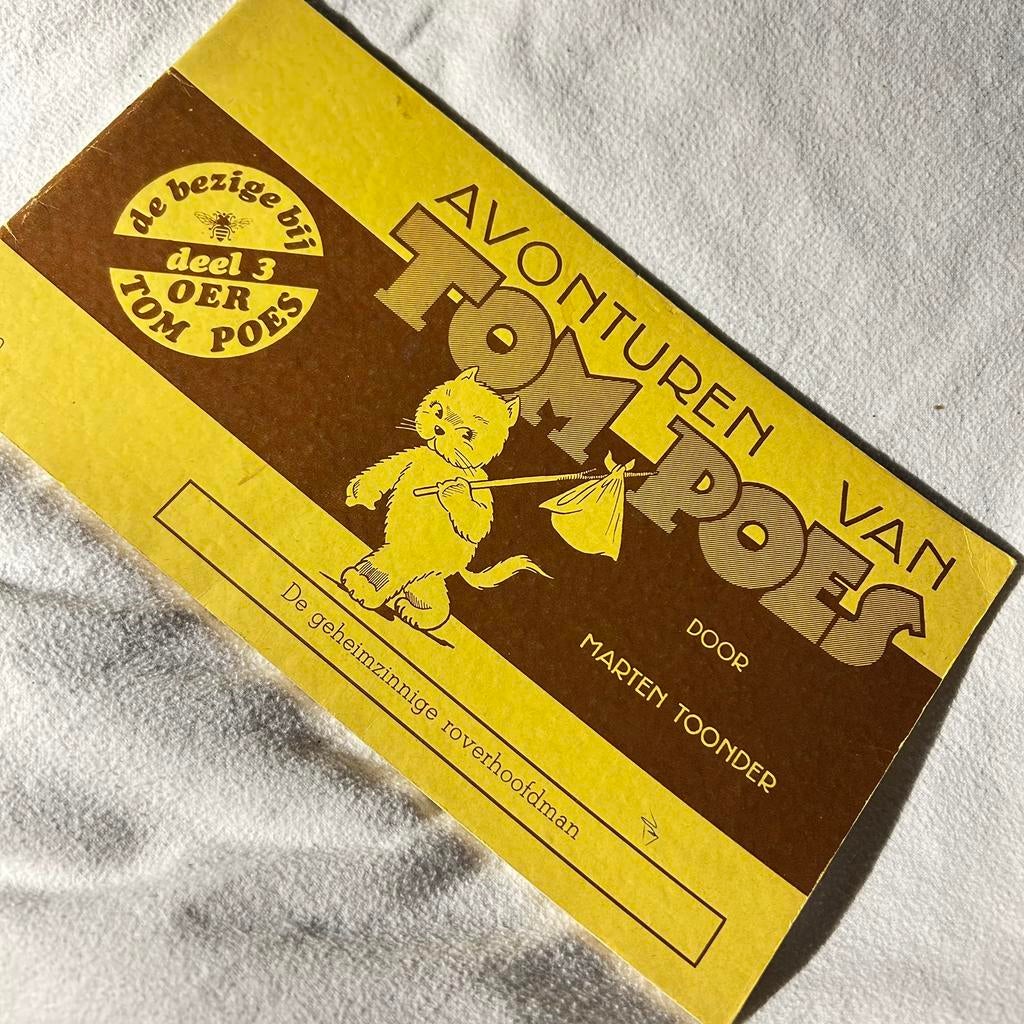 de bezige bij
deel 3
OER
TOM POES
AVONTUREN VAN
TOM POES
DOOR
MARTEN TOONDER
De geheimzinnige roverhoofdman